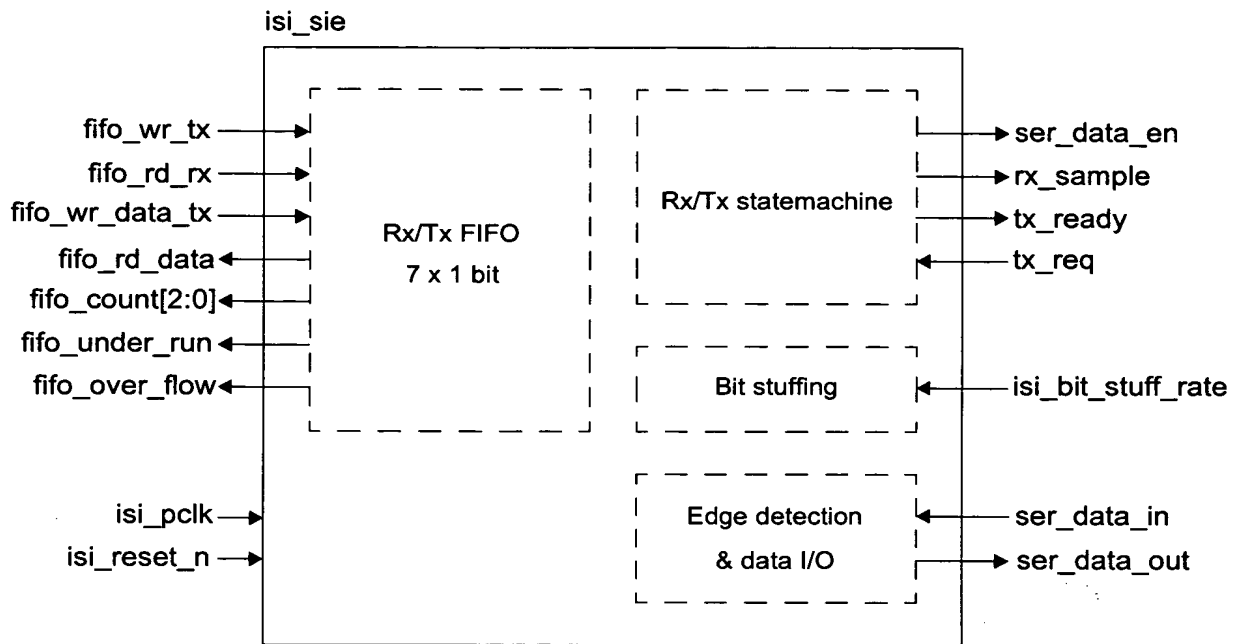 isi_sie
fifo_wr_tx
fifo_rd_rx
fifo_wr_data_tx
fifo_rd_data
fifo_count[2:0]
fifo_under_run
fifo_over_flow
isi_pclk
isi_reset_n
Rx/Tx FIFO
7 x 1 bit
Rx/Tx statemachine
Bit stuffing
Edge detection
& data I/O
ser_data_en
rx_sample
tx_ready
tx_req
isi_bit_stuff_rate
ser_data_in
ser_data_out